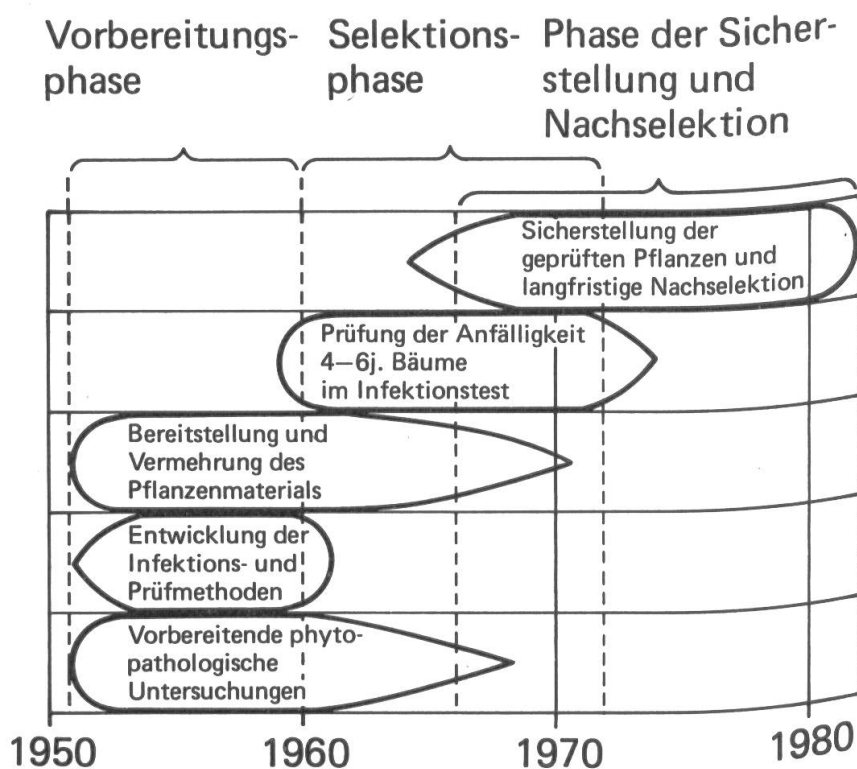 Vorbereitungs-
phase
Selektions-
phase
Phase der Sicher-
stellung und
Nachselektion
Sicherstellung der
geprüften Pflanzen und
langfristige Nachselektion
Prüfung der Anfälligkeit
4–6j. Bäume
im Infektionstest
Bereitstellung und
Vermehrung des
Pflanzenmaterials
Entwicklung der
Infektions- und
Prüfmethoden
Vorbereitende phyto-
pathologische
Untersuchungen
1950 1960 1970 1980